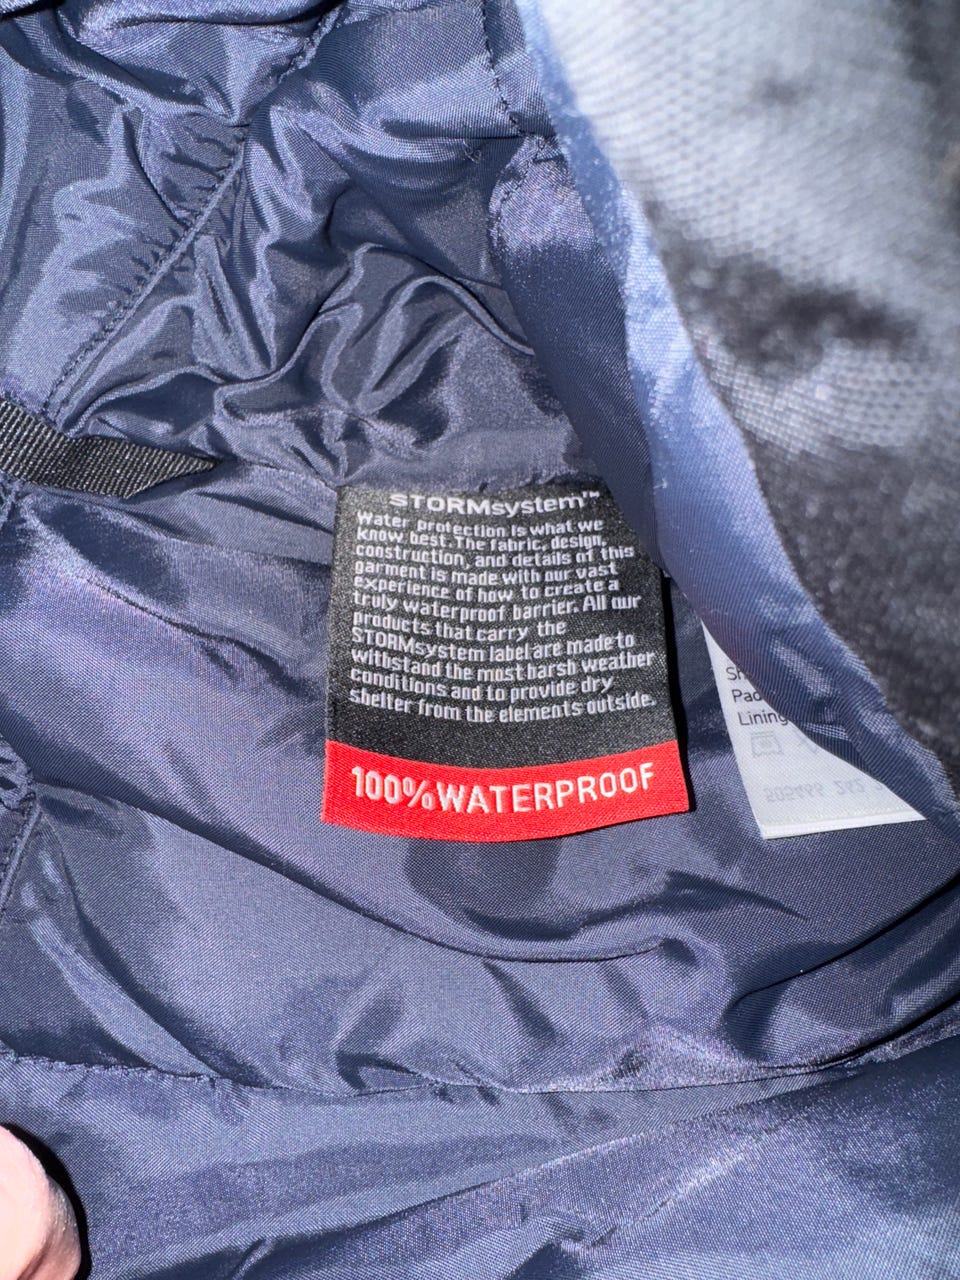 STORMsystem™
Water protection is what we
know best. The fabric, design,
construction, and details of this
garment is made with our vast
experience of how to create a
truly waterproof barrier. All our
products that carry the
STORMsystem label are made to
withstand the most harsh weather
conditions and to provide dry
shelter from the elements outside.
100% WATERPROOF
Lining